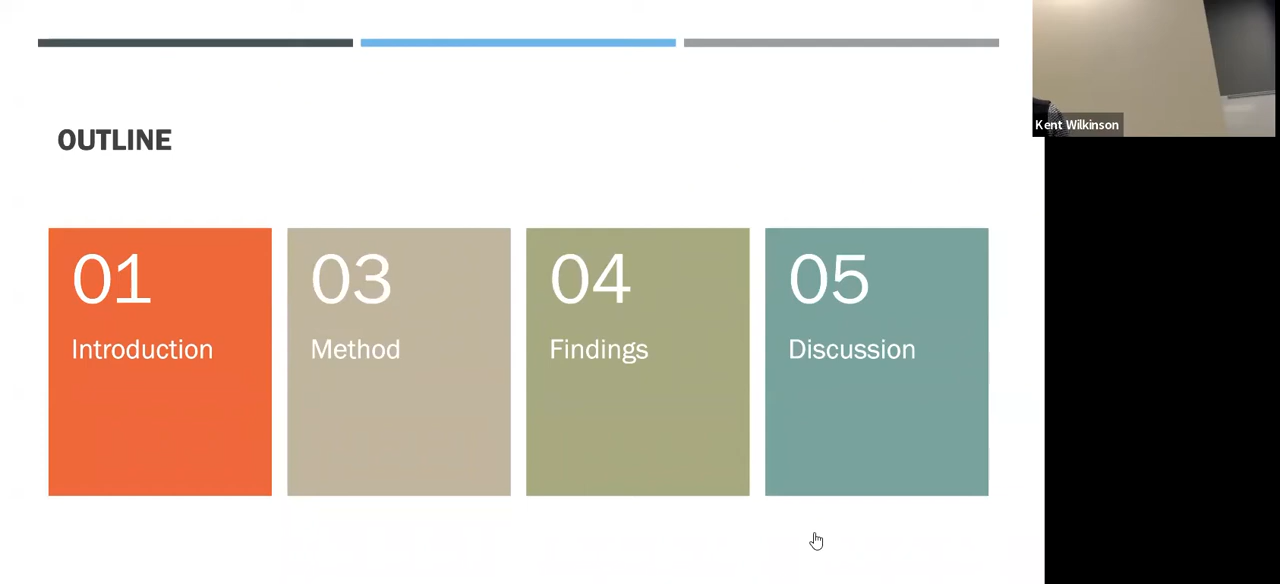 OUTLINE
01
Introduction
03
Method
04
Findings
05
Discussion
Kent Wilkinson